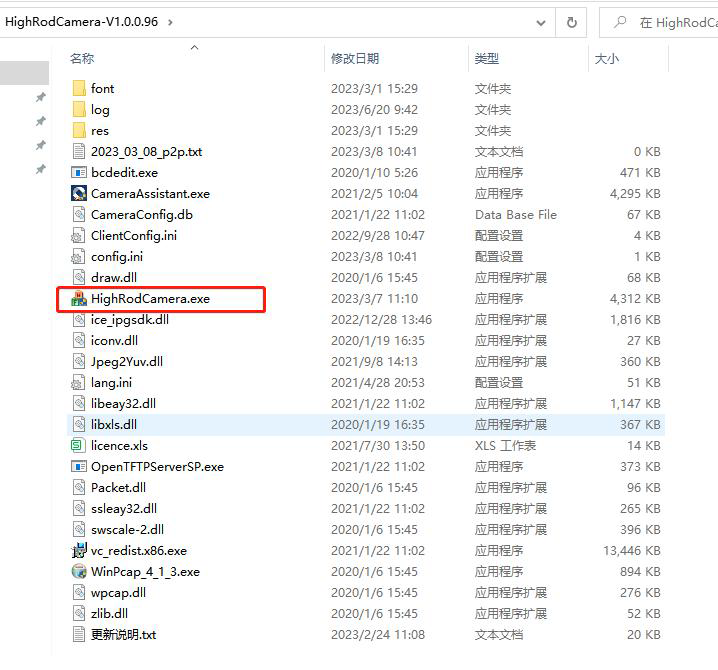 HighRodCamera-V1.0.0.96 ›
在 HighRodCa
名称 修改日期 类型 大小
font 2023/3/1 15:29 文件夹
log 2023/6/20 9:42 文件夹
res 2023/3/1 15:29 文件夹
2023_03_08_p2p.txt 2023/3/8 10:41 文本文档 0 KB
bcdedit.exe 2020/1/10 5:26 应用程序 471 KB
CameraAssistant.exe 2021/2/5 10:04 应用程序 4,295 KB
CameraConfig.db 2021/1/22 11:02 Data Base File 67 KB
ClientConfig.ini 2022/9/28 10:47 配置设置 4 KB
config.ini 2023/3/8 10:41 配置设置 1 KB
draw.dll 2020/1/6 15:45 应用程序扩展 68 KB
HighRodCamera.exe 2023/3/7 11:10 应用程序 4,312 KB
ice_ipgsdk.dll 2022/12/28 13:46 应用程序扩展 1,816 KB
iconv.dll 2020/1/19 16:35 应用程序扩展 27 KB
Jpeg2Yuv.dll 2021/9/8 14:13 应用程序扩展 360 KB
lang.ini 2021/4/28 20:53 配置设置 51 KB
libeay32.dll 2021/1/22 11:02 应用程序扩展 1,147 KB
libxls.dll 2020/1/19 16:35 应用程序扩展 367 KB
licence.xls 2021/7/30 13:50 XLS 工作表 14 KB
OpenTFTPServerSP.exe 2021/1/22 11:02 应用程序 373 KB
Packet.dll 2020/1/6 15:45 应用程序扩展 96 KB
ssleay32.dll 2021/1/22 11:02 应用程序扩展 265 KB
swscale-2.dll 2020/1/6 15:45 应用程序扩展 396 KB
vc_redist.x86.exe 2021/1/22 11:02 应用程序 13,446 KB
WinPcap_4_1_3.exe 2020/1/6 15:45 应用程序 894 KB
wpcap.dll 2020/1/6 15:45 应用程序扩展 276 KB
zlib.dll 2020/1/6 15:45 应用程序扩展 52 KB
更新说明.txt 2023/2/24 11:08 文本文档 20 KB